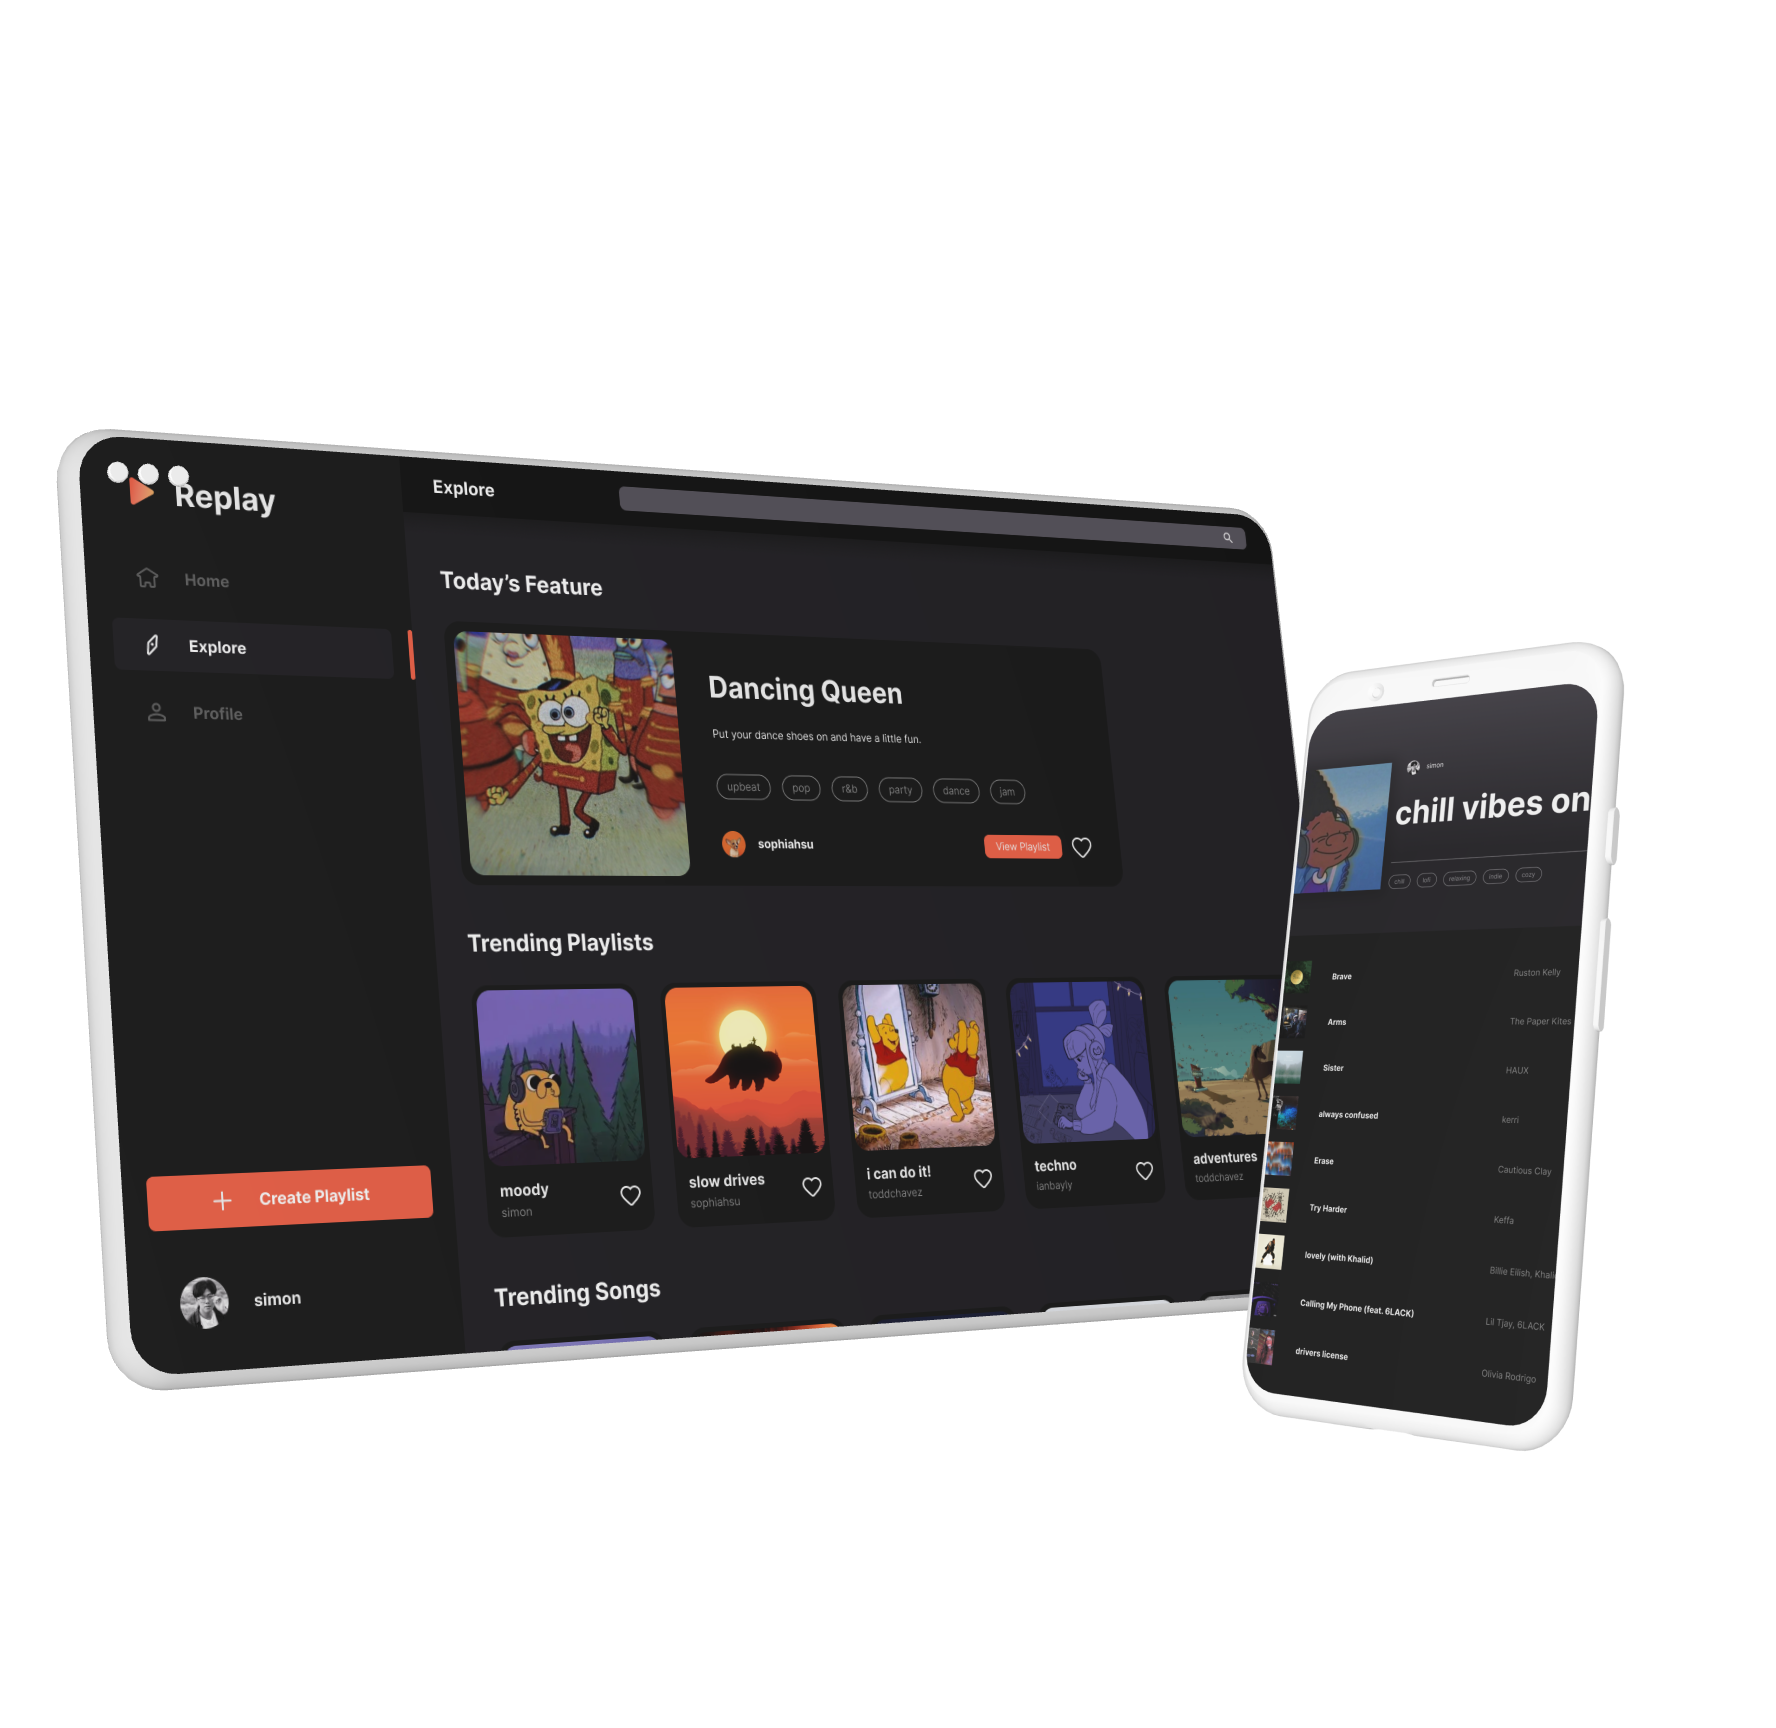 Replay
Home
Explore
Profile
Create Playlist
simon
Explore
Today's Feature
Dancing Queen
Put your dance shoes on and have a little fun.
upbeat pop r&b party dance jam
sophiahsu
View Playlist
Trending Playlists
moody
simon
slow drives
sophiahsu
i can do it!
toddchavez
techno
ianbayly
adventures
toddchavez
Trending Songs
simon
chill vibes on
chill lofi relaxing indie cozy
Brave Ruston Kelly
Arms The Paper Kites
Sister HAUX
always confused kerri
Erase Cautious Clay
Try Harder Keffa
lovely (with Khalid) Billie Eilish, Khali
Calling My Phone (feat. 6LACK) Lil Tjay, 6LACK
drivers license Olivia Rodrigo